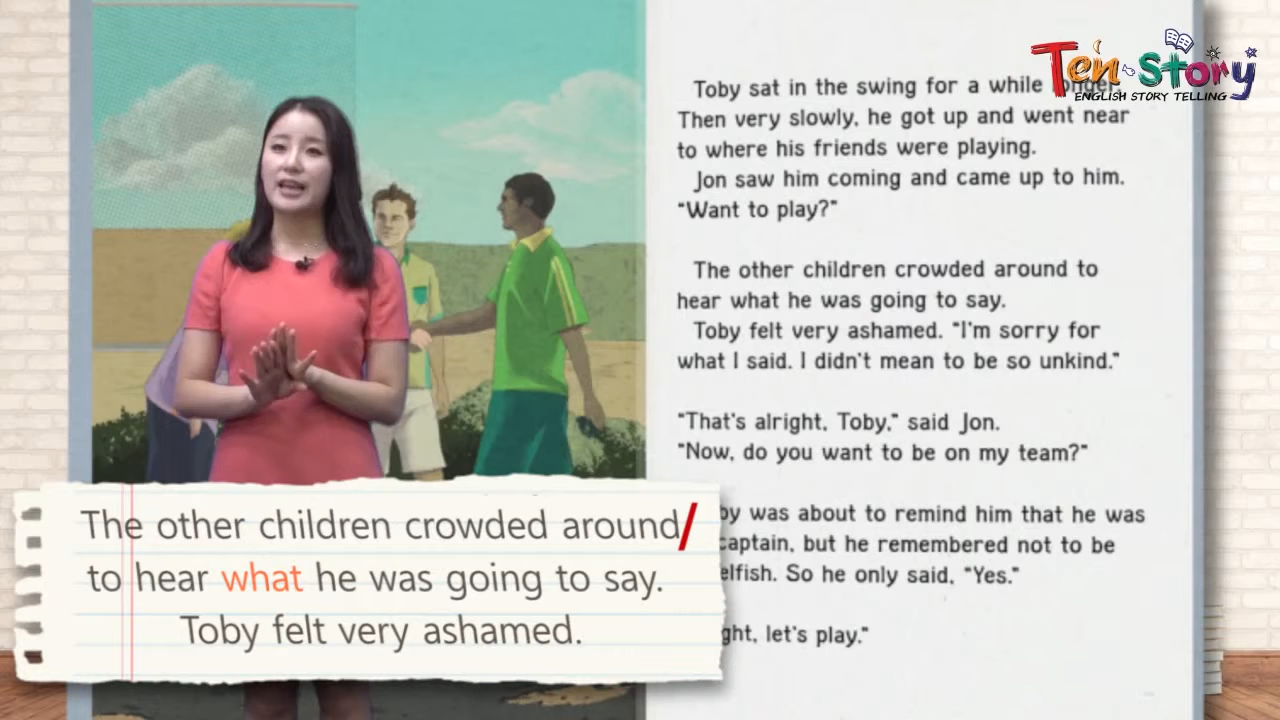 Ten Story
ENGLISH STORY TELLING
Toby sat in the swing for a while longer.
Then very slowly, he got up and went near
to where his friends were playing.
Jon saw him coming and came up to him.
"Want to play?"
The other children crowded around to
hear what he was going to say.
Toby felt very ashamed. "I'm sorry for
what I said. I didn't mean to be so unkind."
"That's alright, Toby," said Jon.
"Now, do you want to be on my team?"
by was about to remind him that he was
captain, but he remembered not to be
elfish. So he only said, "Yes."
ght, let's play."
The other children crowded around/
to hear what he was going to say.
Toby felt very ashamed.